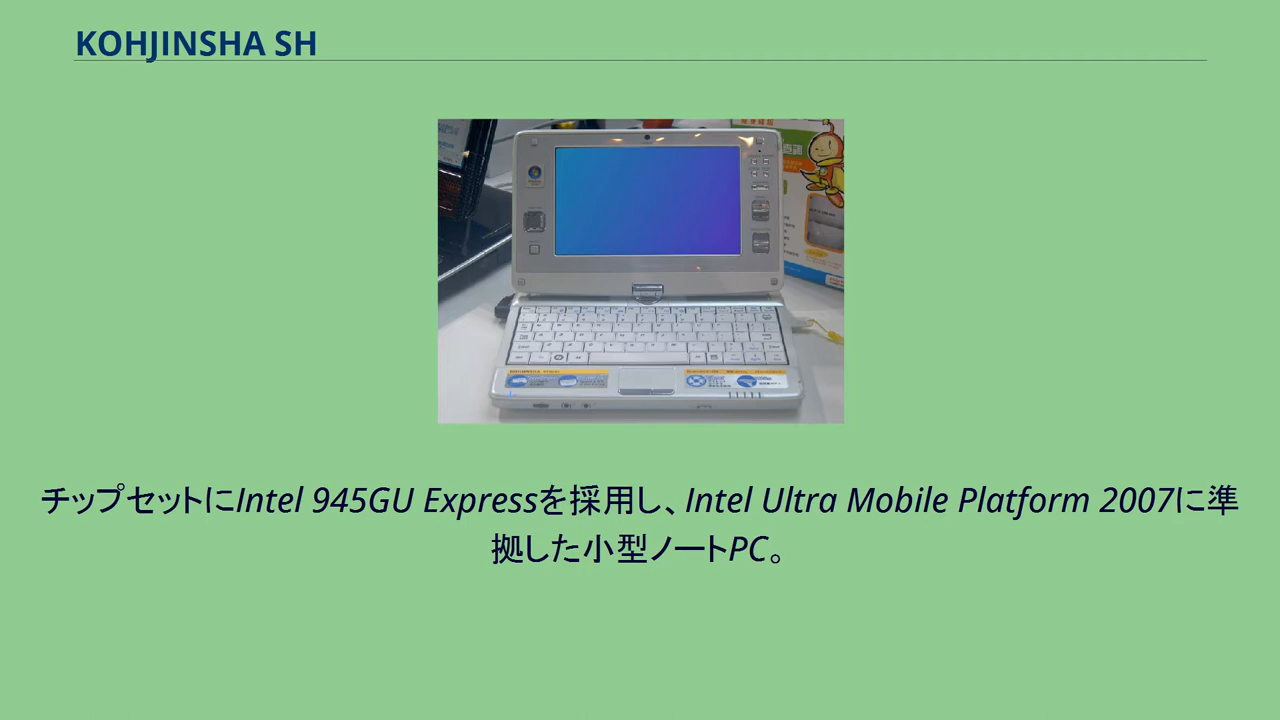 KOHJINSHA SH
チップセットにIntel 945GU Expressを採用し、Intel Ultra Mobile Platform 2007に準
拠した小型ノートPC。